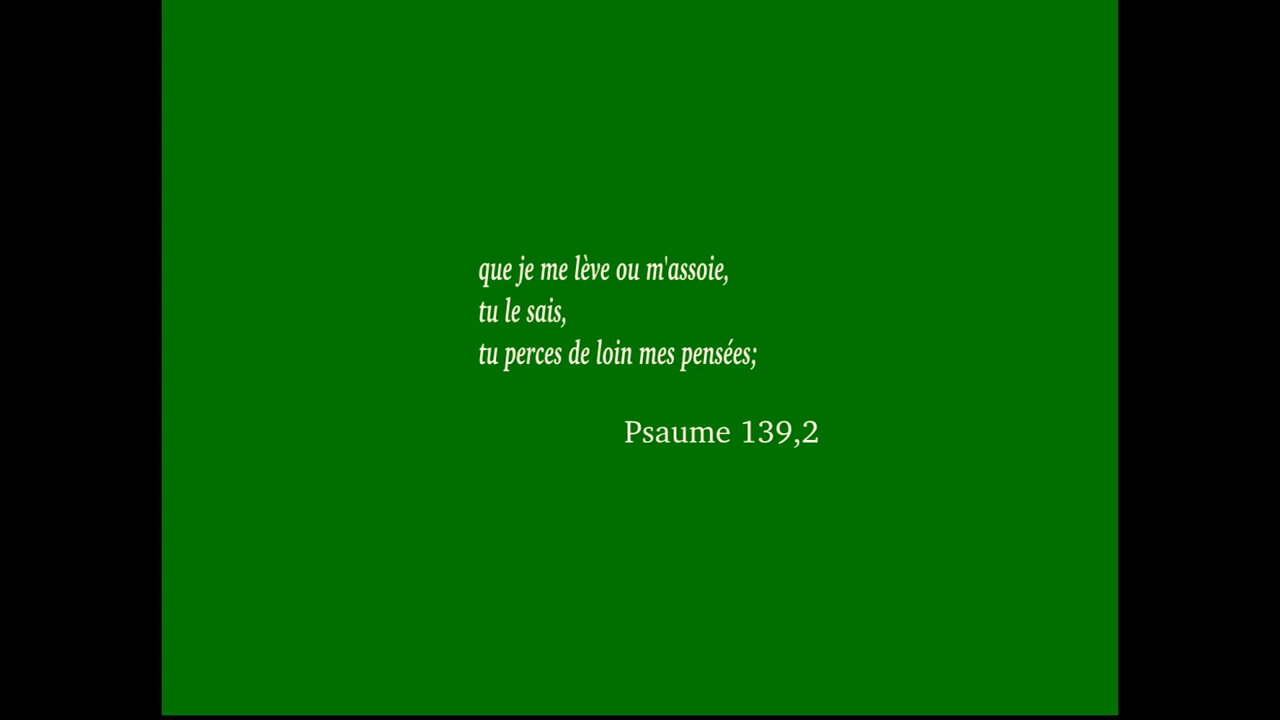 que je me lève ou m'assoie,
tu le sais,
tu perces de loin mes pensées;
Psaume 139,2